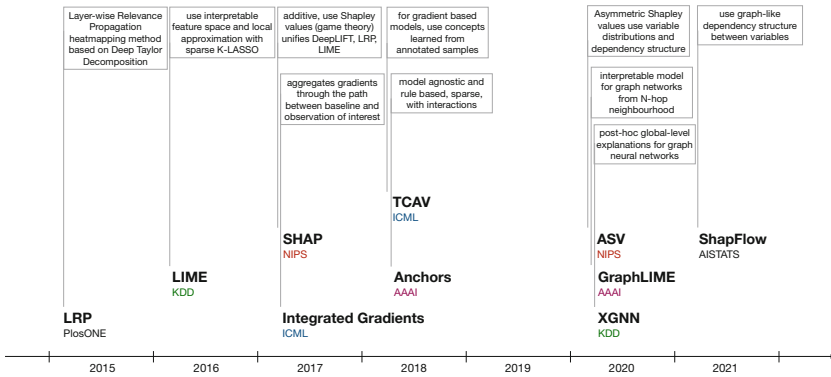 Layer-wise Relevance
Propagation
heatmapping method
based on Deep Taylor
Decomposition
use interpretable
feature space and local
approximation with
sparse K-LASSO
additive, use Shapley
values (game theory)
unifies DeepLIFT, LRP,
LIME
for gradient based
models, use concepts
learned from
annotated samples
Asymmetric Shapley
values use variable
distributions and
dependency structure
use graph-like
dependency structure
between variables
aggregates gradients
through the path
between baseline and
observation of interest
model agnostic and
rule based, sparse,
with interactions
interpretable model
for graph networks
from N-hop
neighbourhood
post-hoc global-level
explanations for graph
neural networks
TCAV
ICML
SHAP
NIPS
ASV
NIPS
ShapFlow
AISTATS
LIME
KDD
Anchors
AAAI
GraphLIME
AAAI
LRP
PlosONE
Integrated Gradients
ICML
XGNN
KDD
2015 2016 2017 2018 2019 2020 2021